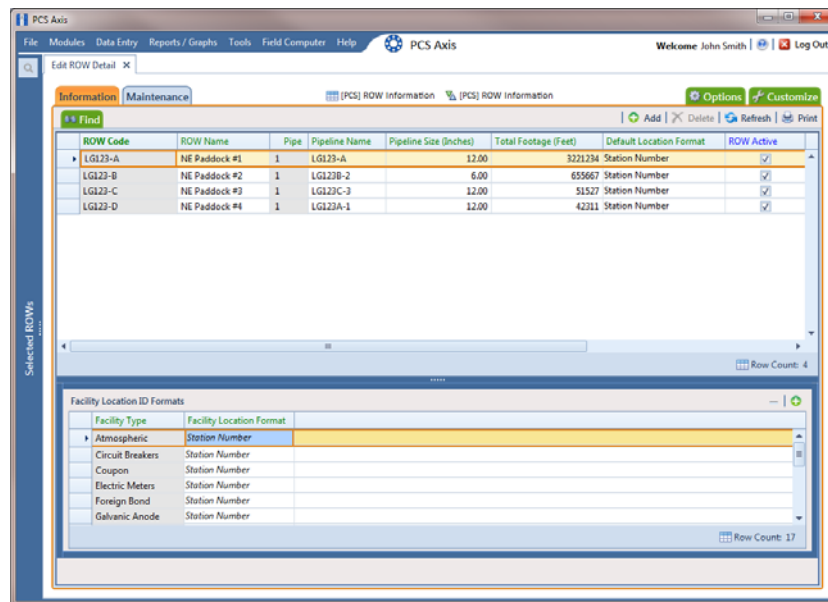 PCS Axis
File Modules Data Entry Reports / Graphs Tools Field Computer Help PCS Axis Welcome John Smith Log Out
Edit ROW Detail
Information Maintenance [PCS] ROW Information [PCS] ROW Information Options Customize
Find Add Delete Refresh Print
ROW Code ROW Name Pipe Pipeline Name Pipeline Size (Inches) Total Footage (Feet) Default Location Format ROW Active
LG123-A NE Paddock #1 1 LG123-A 12.00 3221234 Station Number
LG123-B NE Paddock #2 1 LG123B-2 6.00 655667 Station Number
LG123-C NE Paddock #3 1 LG123C-3 12.00 51527 Station Number
LG123-D NE Paddock #4 1 LG123A-1 12.00 42311 Station Number
Selected ROWs
Row Count: 4
Facility Location ID Formats
Facility Type Facility Location Format
Atmospheric Station Number
Circuit Breakers Station Number
Coupon Station Number
Electric Meters Station Number
Foreign Bond Station Number
Galvanic Anode Station Number
Row Count: 17